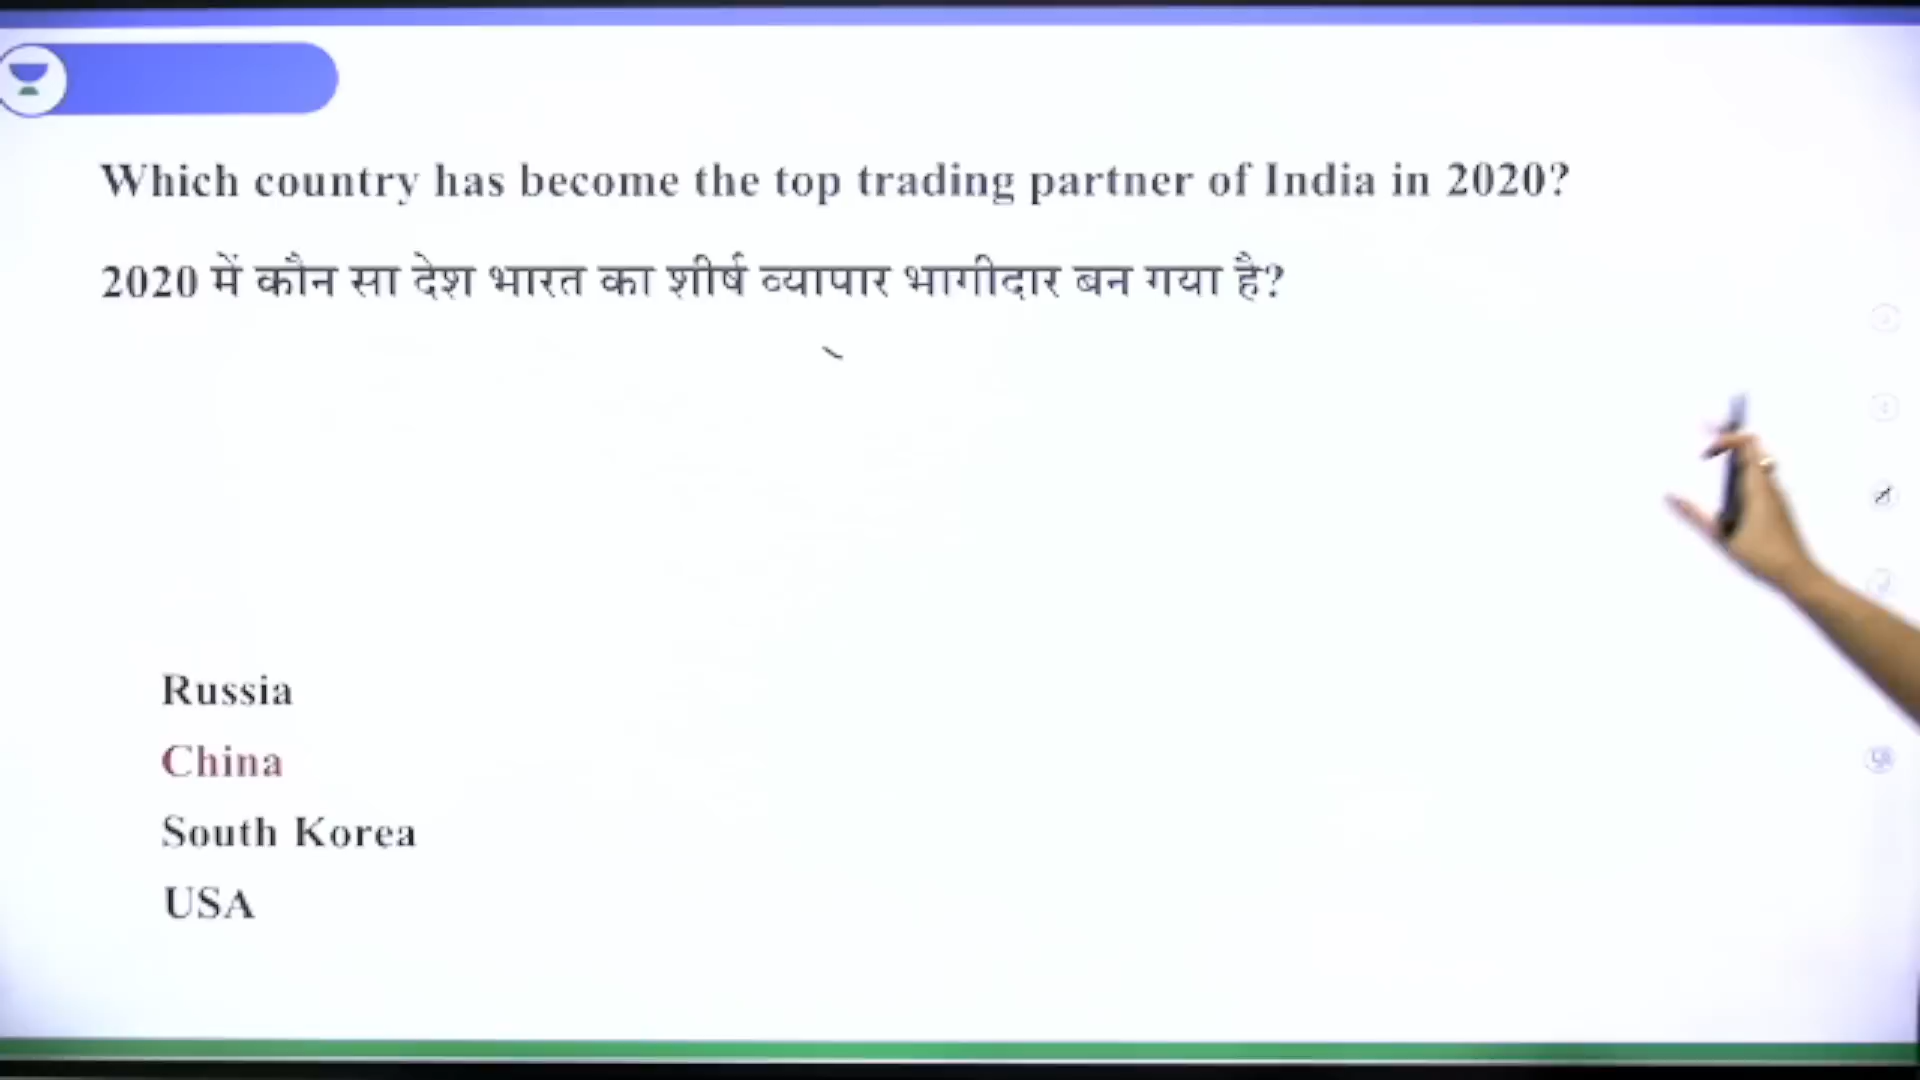 Which country has become the top trading partner of India in 2020?
2020 में कौन सा देश भारत का शीर्ष व्यापार भागीदार बन गया है?
Russia
China
South Korea
USA